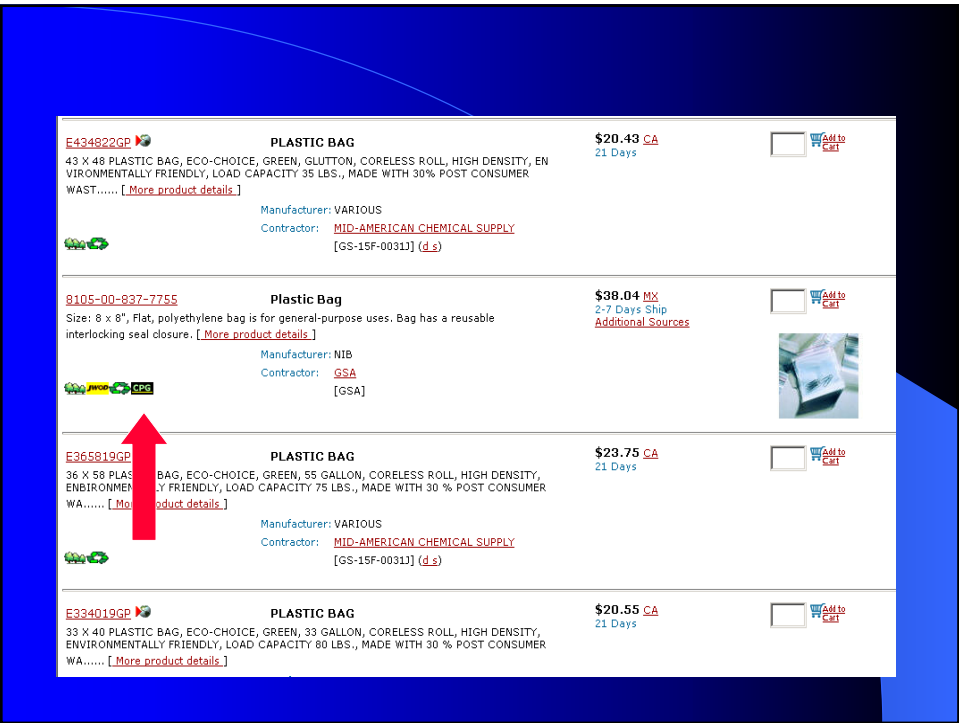 E434822GP PLASTIC BAG $20.43 CA Add to Cart
21 Days
43 X 48 PLASTIC BAG, ECO-CHOICE, GREEN, GLUTTON, CORELESS ROLL, HIGH DENSITY, EN
VIRONMENTALLY FRIENDLY, LOAD CAPACITY 35 LBS., MADE WITH 30% POST CONSUMER
WAST...... [ More product details ]
Manufacturer: VARIOUS
Contractor: MID-AMERICAN CHEMICAL SUPPLY
[GS-15F-0031J] (d s)
8105-00-837-7755 Plastic Bag $38.04 MX Add to Cart
2-7 Days Ship
Additional Sources
Size: 8 x 8", Flat, polyethylene bag is for general-purpose uses. Bag has a reusable
interlocking seal closure. [ More product details ]
Manufacturer: NIB
Contractor: GSA
[GSA]
JWOD CPG
E365819GP PLASTIC BAG $23.75 CA Add to Cart
21 Days
36 X 58 PLAS BAG, ECO-CHOICE, GREEN, 55 GALLON, CORELESS ROLL, HIGH DENSITY,
ENBIRONMEN LY FRIENDLY, LOAD CAPACITY 75 LBS., MADE WITH 30 % POST CONSUMER
WA...... [ Mo oduct details ]
Manufacturer: VARIOUS
Contractor: MID-AMERICAN CHEMICAL SUPPLY
[GS-15F-0031J] (d s)
E334019GP PLASTIC BAG $20.55 CA Add to Cart
21 Days
33 X 40 PLASTIC BAG, ECO-CHOICE, GREEN, 33 GALLON, CORELESS ROLL, HIGH DENSITY,
ENVIRONMENTALLY FRIENDLY, LOAD CAPACITY 80 LBS., MADE WITH 30 % POST CONSUMER
WA...... [ More product details ]